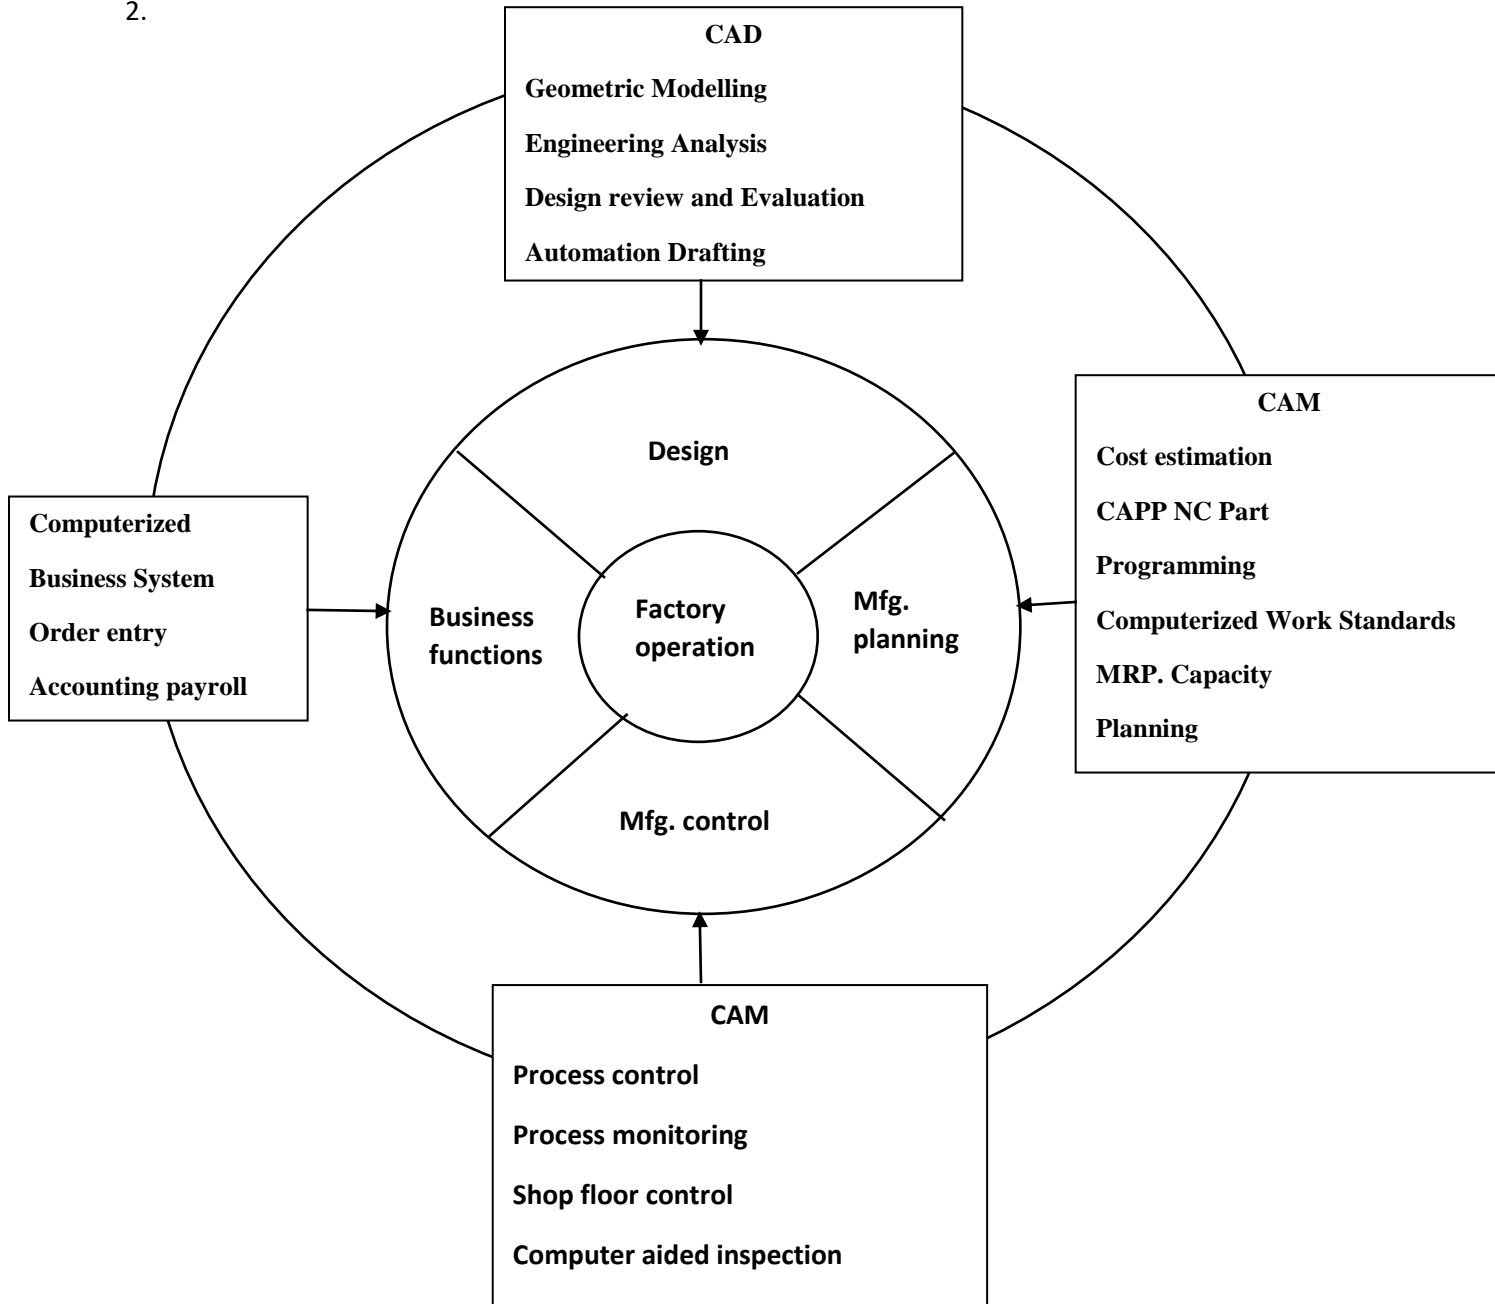 2.
CAD
Geometric Modelling
Engineering Analysis
Design review and Evaluation
Automation Drafting
CAM
Cost estimation
CAPP NC Part
Programming
Computerized Work Standards
MRP. Capacity
Planning
Computerized
Business System
Order entry
Accounting payroll
Design
Business
functions
Factory
operation
Mfg.
planning
Mfg. control
CAM
Process control
Process monitoring
Shop floor control
Computer aided inspection